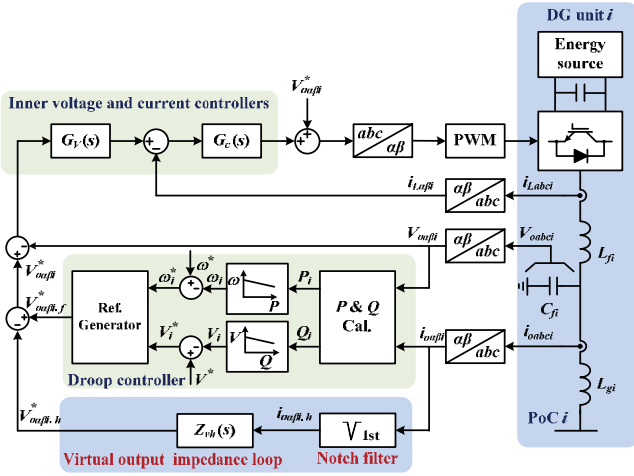 DG unit i
Energy source
V*oαβi
Inner voltage and current controllers
GV(s)
Gc(s)
abc
αβ
PWM
iLαβi
αβ
abc
iLabci
Voαβi
αβ
abc
Voabci
Lfi
Cfi
V*oαβi
ω*
V*oαβi,f
Ref. Generator
ω*i
ωi
ω
P
Pi
P & Q Cal.
V*i
Vi
V
Q
Qi
V*
ioαβi
αβ
abc
ioabci
Droop controller
Lgi
PoC i
V*oαβi,h
Zvh(s)
ioαβi,h
1st
Virtual output impedance loop
Notch filter